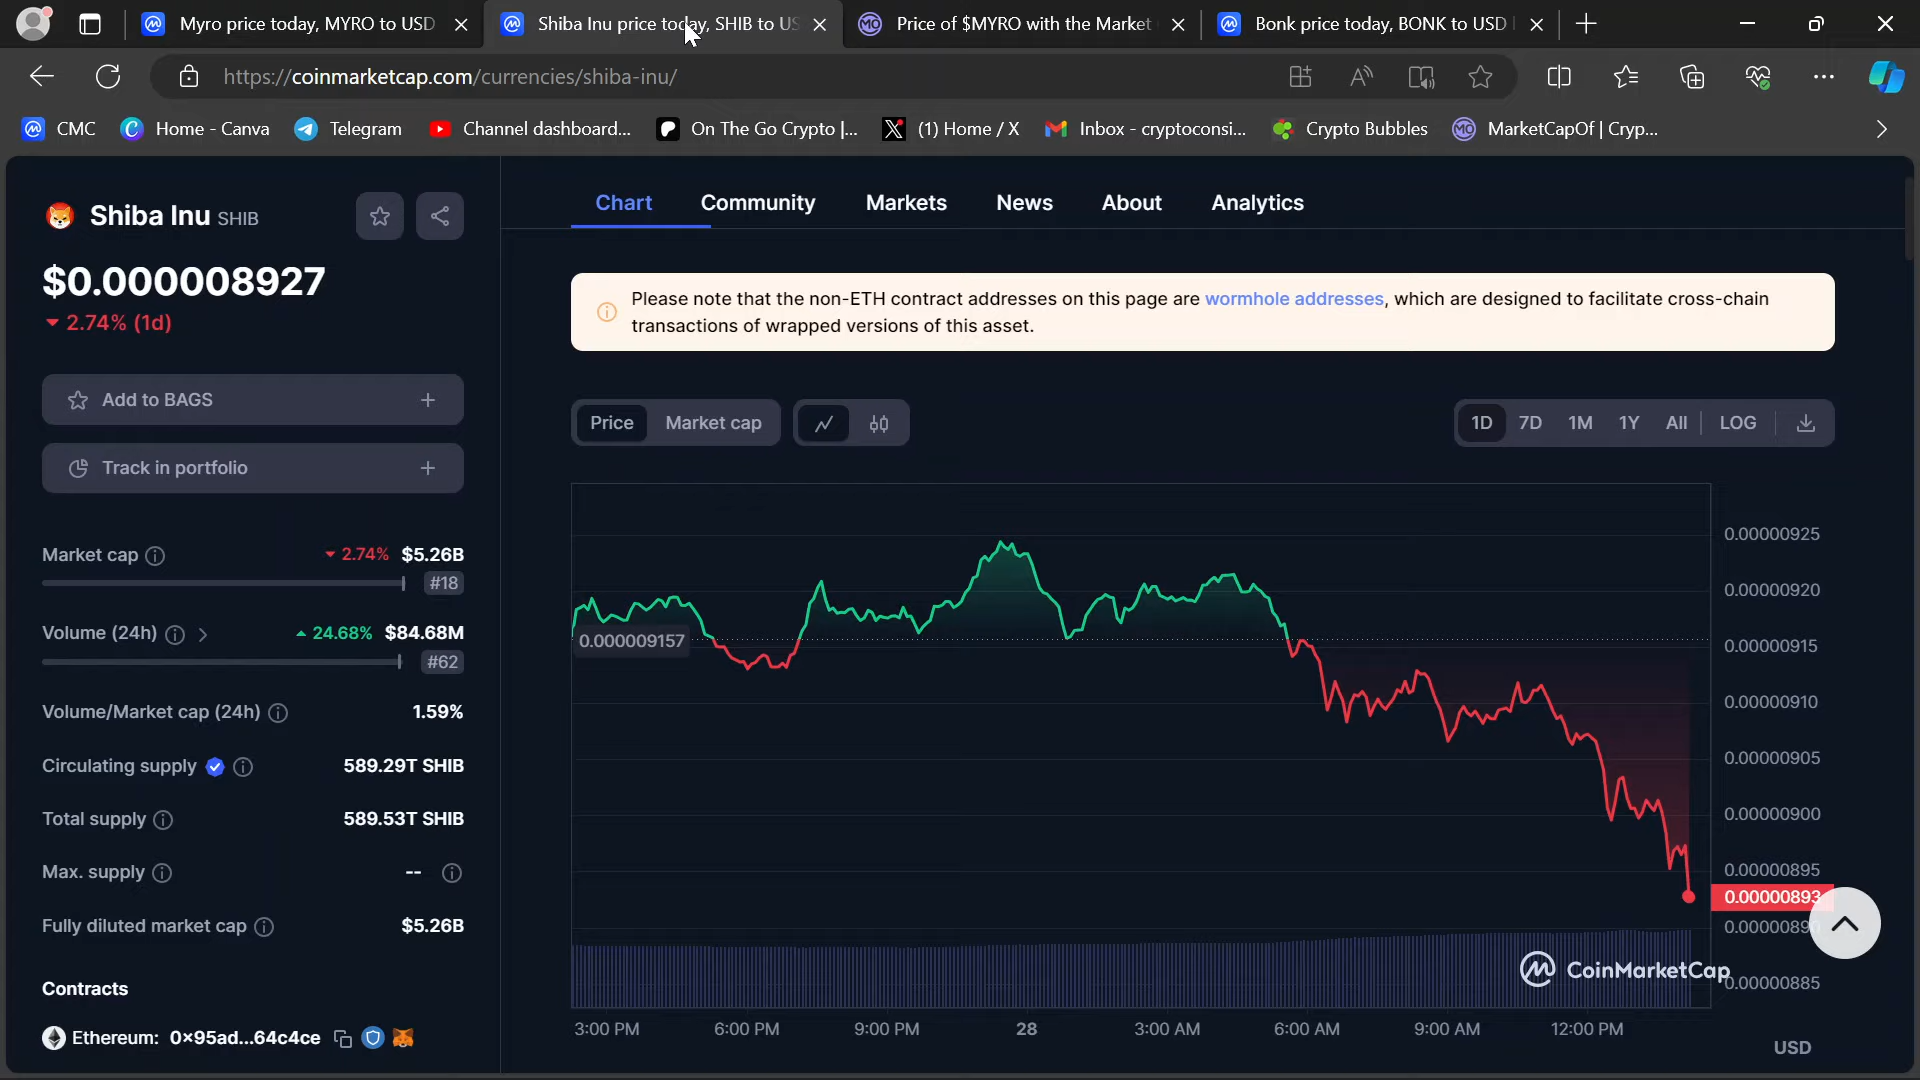 Myro price today, MYRO to USD
Shiba Inu price today, SHIB to US
Price of $MYRO with the Market
Bonk price today, BONK to USD
https://coinmarketcap.com/currencies/shiba-inu/
CMC
Home - Canva
Telegram
Channel dashboard...
On The Go Crypto |...
(1) Home / X
Inbox - cryptoconsi...
Crypto Bubbles
MarketCapOf | Cryp...
Shiba Inu SHIB
$0.000008927
2.74% (1d)
Add to BAGS
Track in portfolio
Market cap 2.74% $5.26B
#18
Volume (24h) 24.68% $84.68M
#62
Volume/Market cap (24h) 1.59%
Circulating supply 589.29T SHIB
Total supply 589.53T SHIB
Max. supply --
Fully diluted market cap $5.26B
Contracts
Ethereum: 0x95ad...64c4ce
Chart Community Markets News About Analytics
Please note that the non-ETH contract addresses on this page are wormhole addresses, which are designed to facilitate cross-chain
transactions of wrapped versions of this asset.
Price Market cap
1D 7D 1M 1Y All LOG
0.000009157
0.00000925
0.00000920
0.00000915
0.00000910
0.00000905
0.00000900
0.00000895
0.00000893
0.00000885
CoinMarketCap
3:00 PM 6:00 PM 9:00 PM 28 3:00 AM 6:00 AM 9:00 AM 12:00 PM
USD